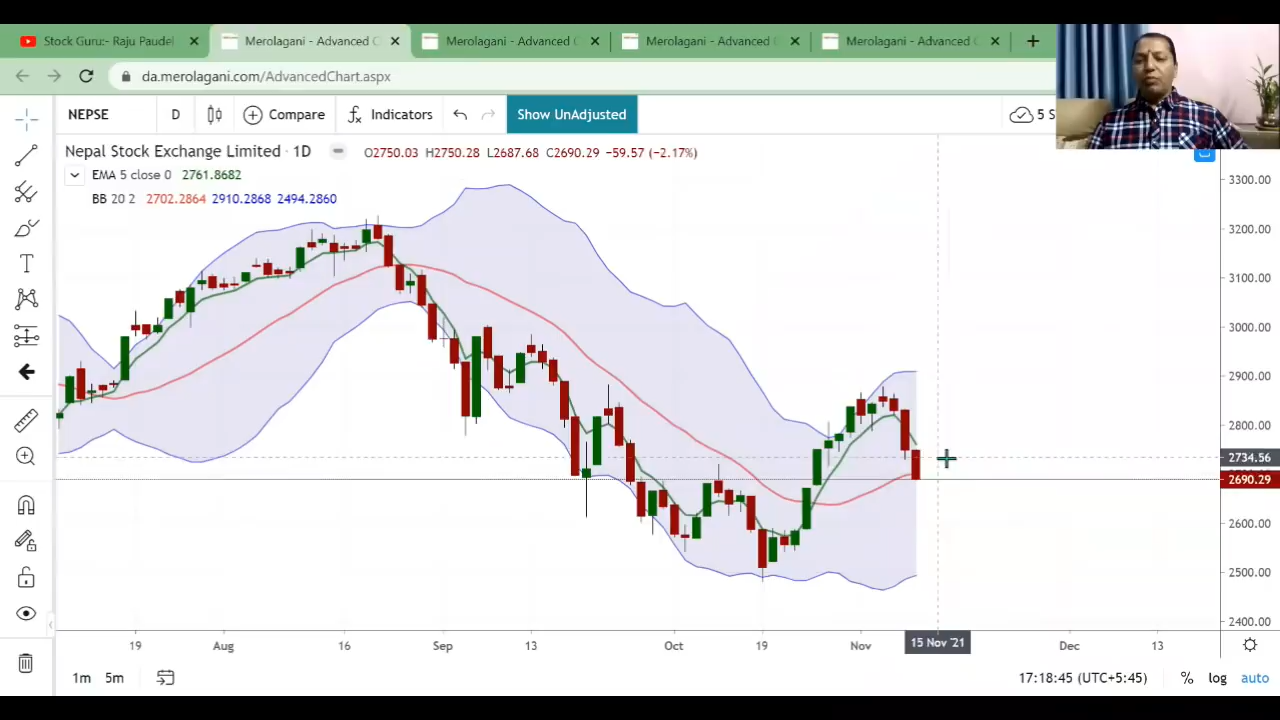 Stock Guru:- Raju Paudel
Merolagani - Advanced C
Merolagani - Advanced C
Merolagani - Advanced C
Merolagani - Advanced C
da.merolagani.com/AdvancedChart.aspx
NEPSE D Compare Indicators Show UnAdjusted 5 S
Nepal Stock Exchange Limited · 1D O2750.03 H2750.28 L2687.68 C2690.29 -59.57 (-2.17%)
EMA 5 close 0 2761.8682
BB 20 2 2702.2864 2910.2868 2494.2860
3300.00
3200.00
3100.00
3000.00
2900.00
2800.00
2734.56
2690.29
2600.00
2500.00
2400.00
19 Aug 16 Sep 13 Oct 19 Nov 15 Nov '21 Dec 13
1m 5m 17:18:45 (UTC+5:45) % log auto